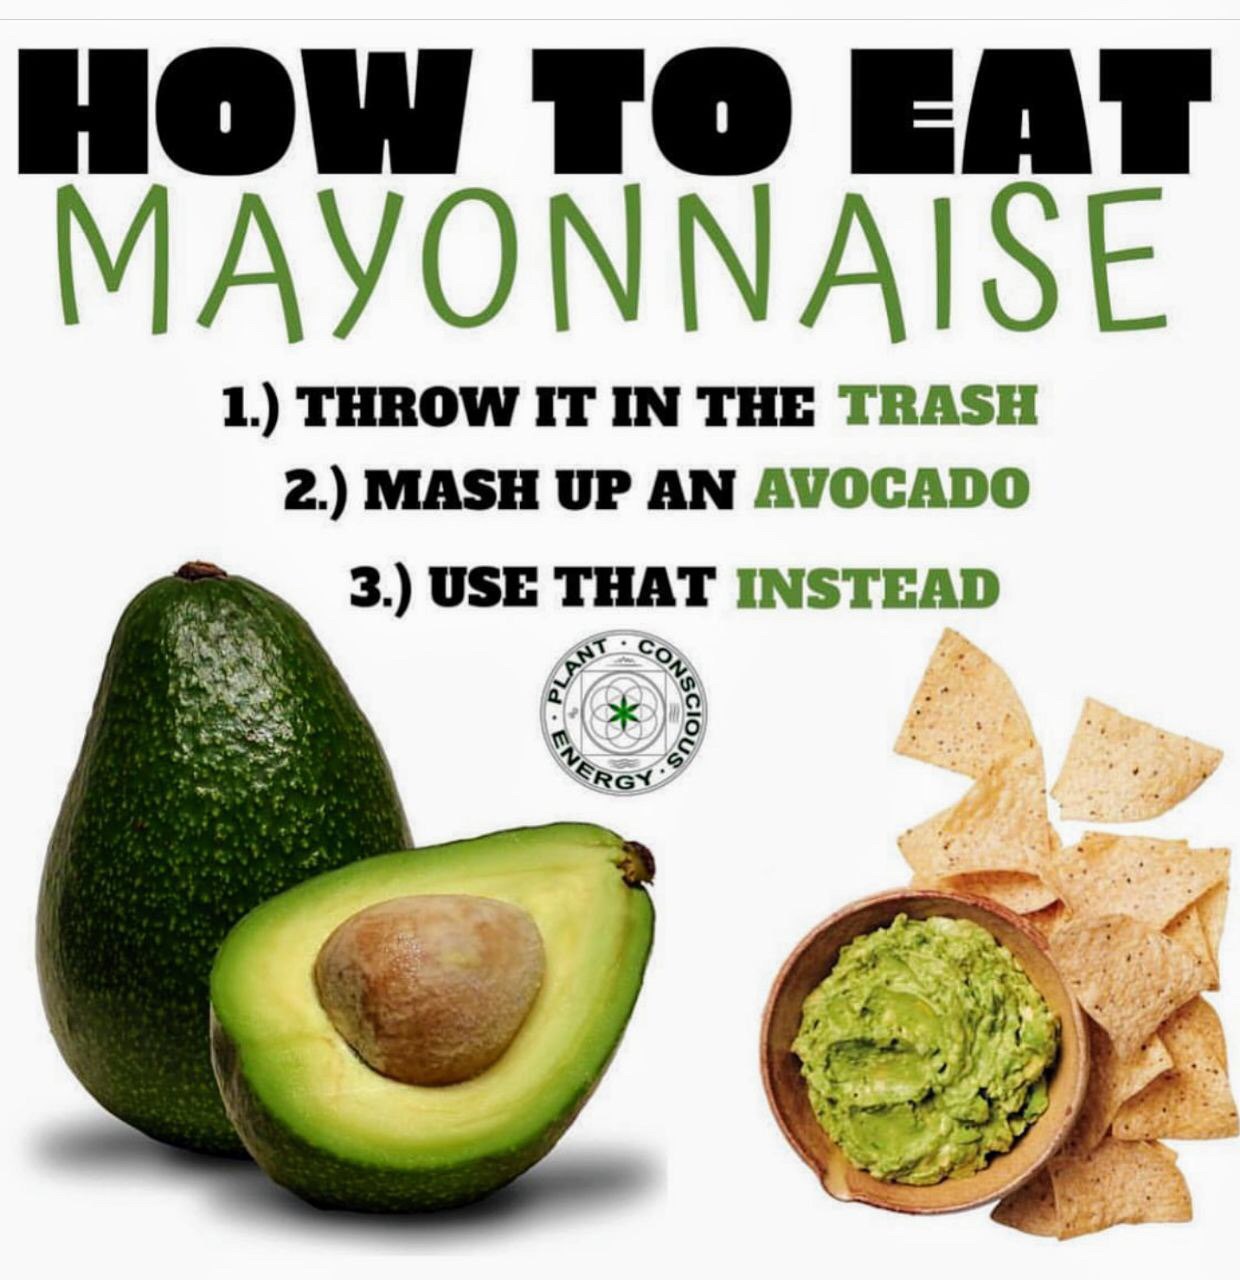 HOW TO EAT
MAYONNAISE
1.) THROW IT IN THE TRASH
2.) MASH UP AN AVOCADO
3.) USE THAT INSTEAD
PLANT · CONSCIOUS · ENERGY ·